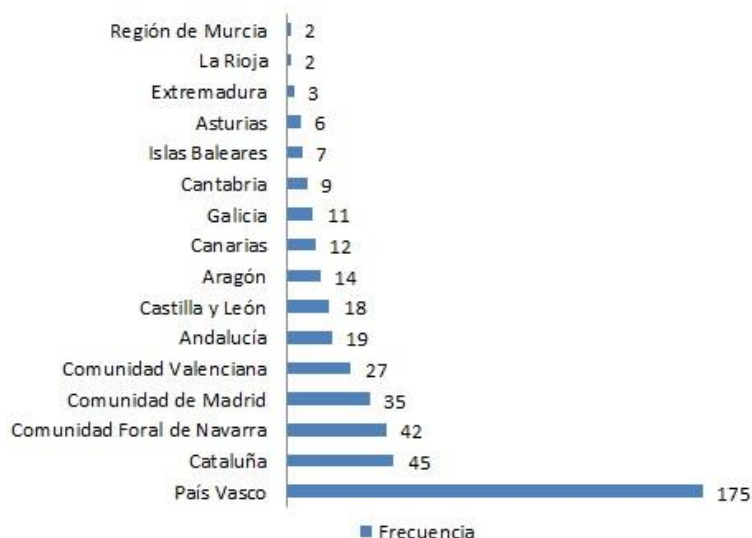 Región de Murcia 2
La Rioja 2
Extremadura 3
Asturias 6
Islas Baleares 7
Cantabria 9
Galicia 11
Canarias 12
Aragón 14
Castilla y León 18
Andalucía 19
Comunidad Valenciana 27
Comunidad de Madrid 35
Comunidad Foral de Navarra 42
Cataluña 45
País Vasco 175
Frecuencia